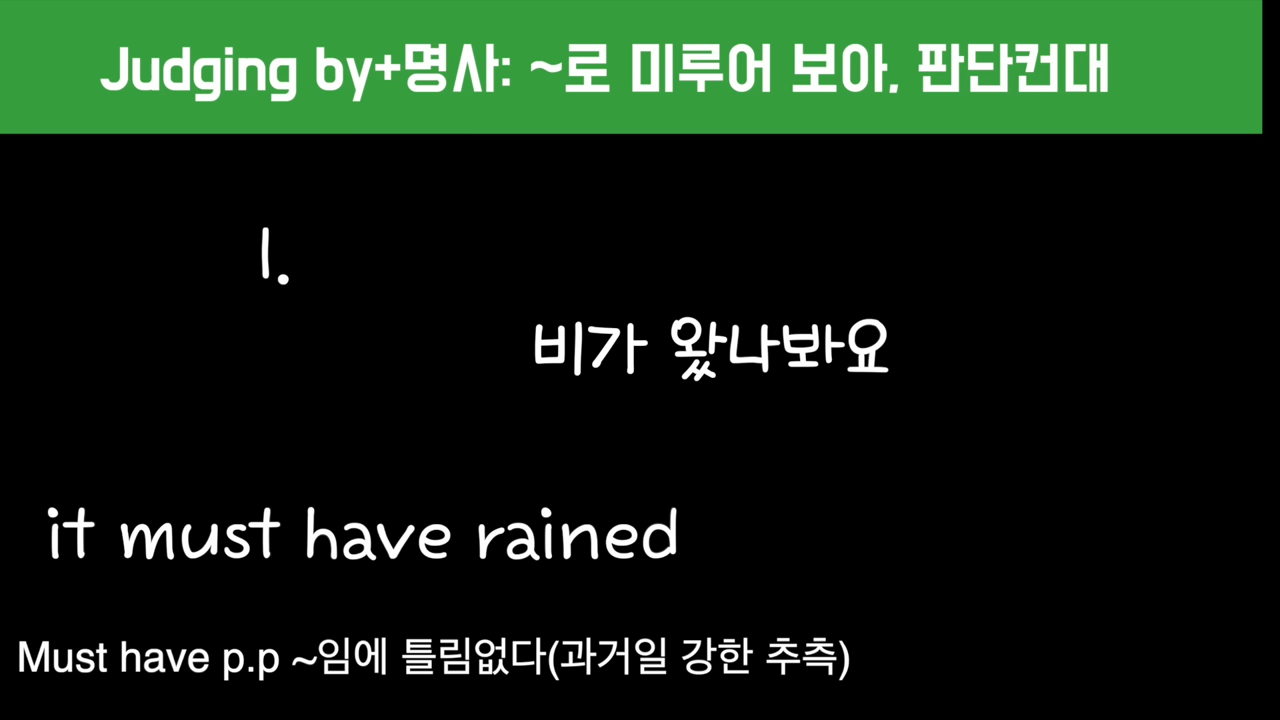 Judging by+명사: ~로 미루어 보아, 판단컨대
1.
비가 왔나봐요
it must have rained
Must have p.p ~임에 틀림없다(과거일 강한 추측)